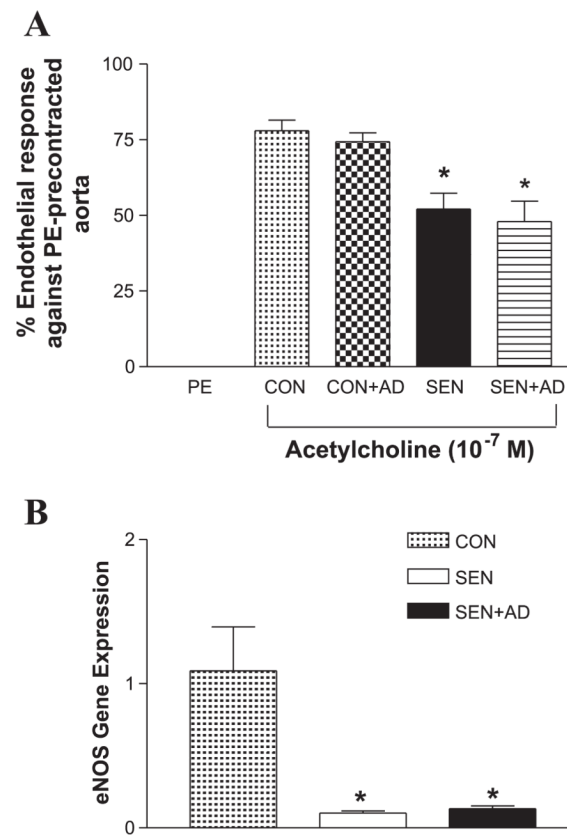 A
% Endothelial response
against PE-precontracted
aorta
100
75
50
25
0
*
*
PE CON CON+AD SEN SEN+AD
Acetylcholine (10⁻⁷ M)
B
eNOS Gene Expression
2
1
0
CON
SEN
SEN+AD
*
*